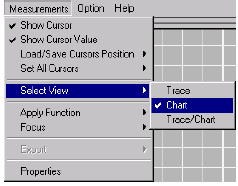 Measurements Option Help
Show Cursor
Show Cursor Value
Load/Save Cursors Position
Set All Cursors
Select View
Trace
Chart
Trace/Chart
Apply Function
Focus
Export
Properties